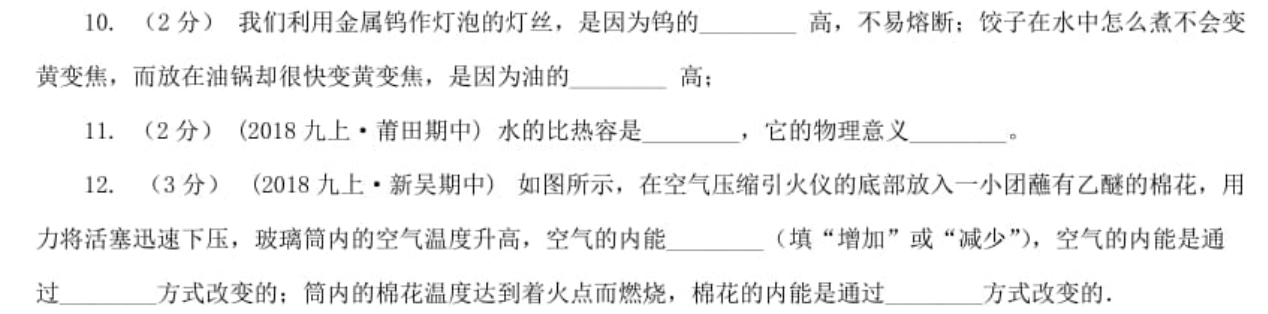 10. （2 分） 我们利用金属钨作灯泡的灯丝，是因为钨的________ 高，不易熔断；饺子在水中怎么煮不会变
黄变焦，而放在油锅却很快变黄变焦，是因为油的________ 高；
11. （2 分） (2018 九上·莆田期中) 水的比热容是________，它的物理意义________。
12. （3 分） (2018 九上·新吴期中) 如图所示，在空气压缩引火仪的底部放入一小团蘸有乙醚的棉花，用
力将活塞迅速下压，玻璃筒内的空气温度升高，空气的内能________（填“增加”或“减少”），空气的内能是通
过________方式改变的；筒内的棉花温度达到着火点而燃烧，棉花的内能是通过________方式改变的．